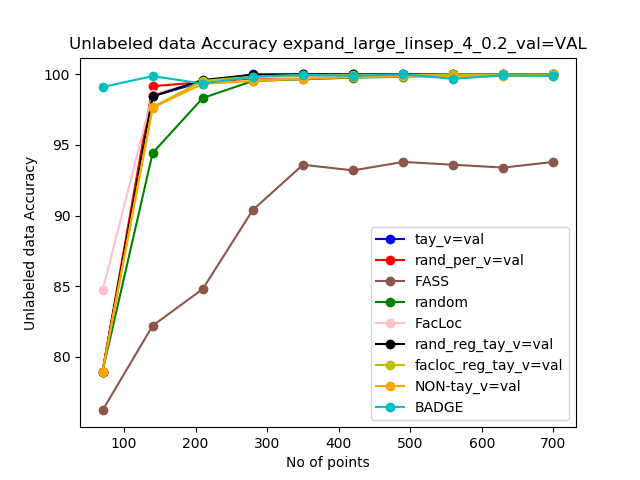 Unlabeled data Accuracy expand_large_linsep_4_0.2_val=VAL
Unlabeled data Accuracy
100
95
90
85
80
tay_v=val
rand_per_v=val
FASS
random
FacLoc
rand_reg_tay_v=val
facloc_reg_tay_v=val
NON-tay_v=val
BADGE
100 200 300 400 500 600 700
No of points